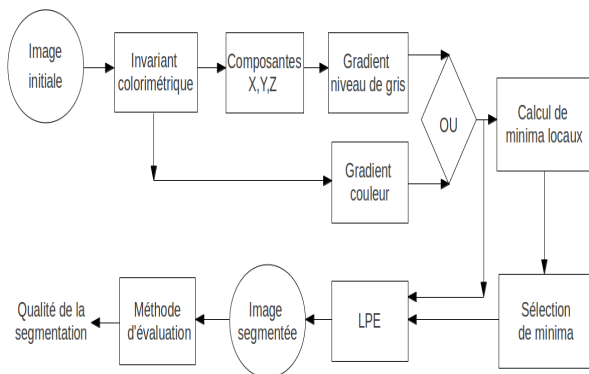 Image
initiale
Invariant
colorimétrique
Composantes
X,Y,Z
Gradient
niveau de gris
OU
Calcul de
minima locaux
Gradient
couleur
Qualité de la
segmentation
Méthode
d'évaluation
Image
segmentée
LPE
Sélection
de minima